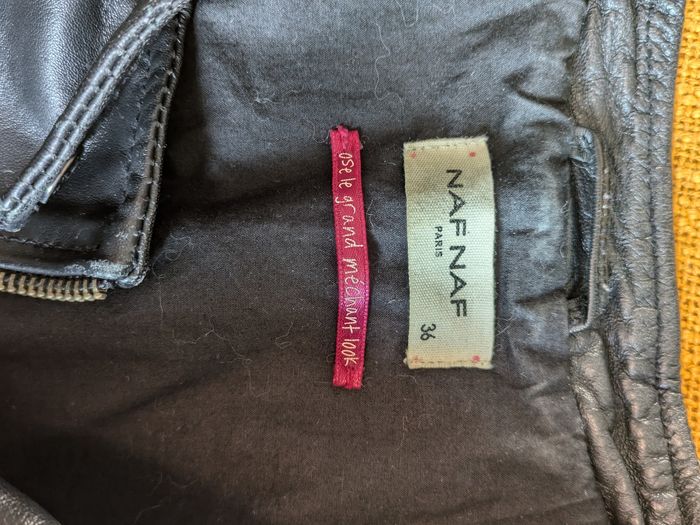 ose le grand méchant look
NAF NAF
PARIS
36